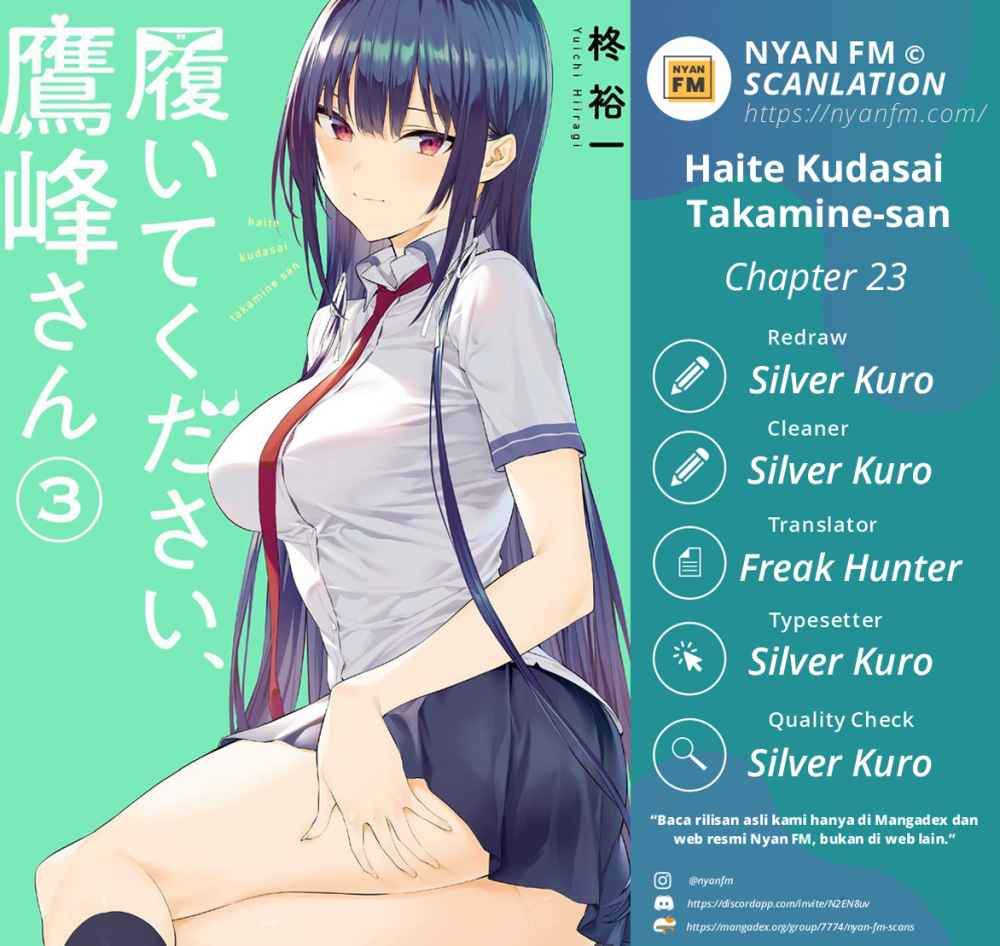 履いてください、
鷹峰さん
3
haite
kudasai
takamine san
柊裕一
Yuichi Hiiragi
NYAN
FM
NYAN FM ©
SCANLATION
https://nyanfm.com/
Haite Kudasai
Takamine-san
Chapter 23
Redraw
Silver Kuro
Cleaner
Silver Kuro
Translator
Freak Hunter
Typesetter
Silver Kuro
Quality Check
Silver Kuro
“Baca rilisan asli kami hanya di Mangadex dan
web resmi Nyan FM, bukan di web lain.”
@nyanfm
https://discordapp.com/invite/N2EN8uv
https://mangadex.org/group/7774/nyan-fm-scans